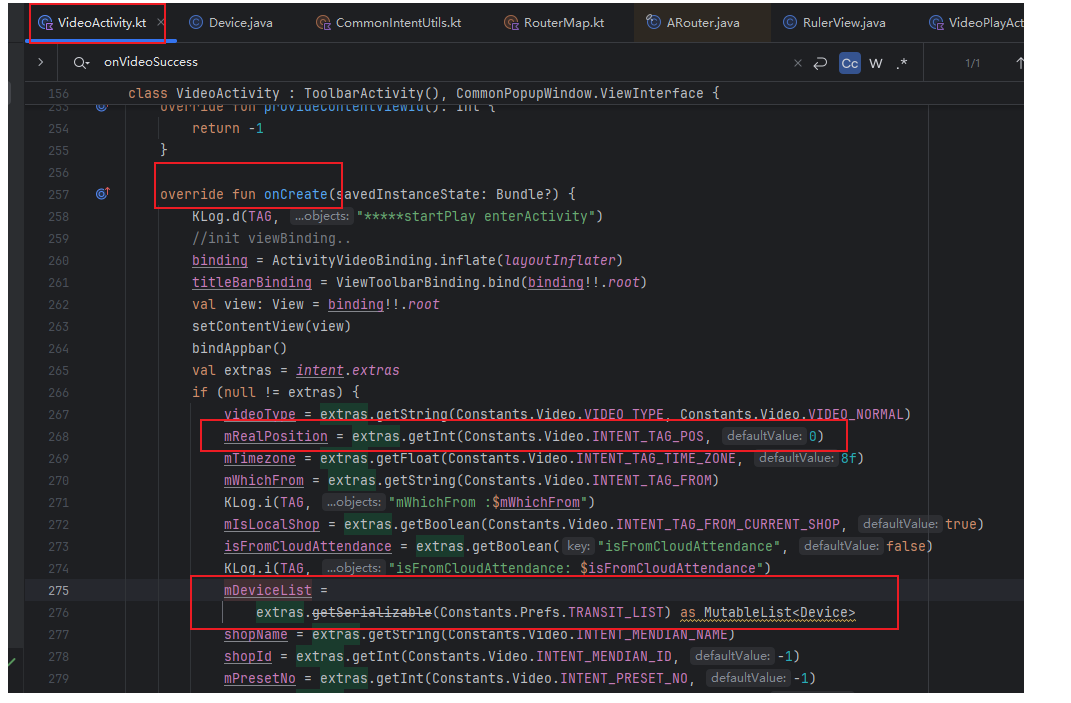 VideoActivity.kt × Device.java CommonIntentUtils.kt RouterMap.kt ARouter.java RulerView.java VideoPlayAct
onVideoSuccess × Cc W .* 1/1
156 class VideoActivity : ToolbarActivity(), CommonPopupWindow.ViewInterface {
253 override fun provideContentViewId(): Int {
254 return -1
255 }
256
257 override fun onCreate(savedInstanceState: Bundle?) {
258 KLog.d(TAG, ...objects: "*****startPlay enterActivity")
259 //init viewBinding..
260 binding = ActivityVideoBinding.inflate(layoutInflater)
261 titleBarBinding = ViewToolbarBinding.bind(binding!!.root)
262 val view: View = binding!!.root
263 setContentView(view)
264 bindAppbar()
265 val extras = intent.extras
266 if (null != extras) {
267 videoType = extras.getString(Constants.Video.VIDEO_TYPE, Constants.Video.VIDEO_NORMAL)
268 mRealPosition = extras.getInt(Constants.Video.INTENT_TAG_POS, defaultValue: 0)
269 mTimezone = extras.getFloat(Constants.Video.INTENT_TAG_TIME_ZONE, defaultValue: 8f)
270 mWhichFrom = extras.getString(Constants.Video.INTENT_TAG_FROM)
271 KLog.i(TAG, ...objects: "mWhichFrom :$mWhichFrom")
272 mIsLocalShop = extras.getBoolean(Constants.Video.INTENT_TAG_FROM_CURRENT_SHOP, defaultValue: true)
273 isFromCloudAttendance = extras.getBoolean( key: "isFromCloudAttendance", defaultValue: false)
274 KLog.i(TAG, ...objects: "isFromCloudAttendance: $isFromCloudAttendance")
275 mDeviceList =
276 extras.getSerializable(Constants.Prefs.TRANSIT_LIST) as MutableList<Device>
277 shopName = extras.getString(Constants.Video.INTENT_MENDIAN_NAME)
278 shopId = extras.getInt(Constants.Video.INTENT_MENDIAN_ID, defaultValue: -1)
279 mPresetNo = extras.getInt(Constants.Video.INTENT_PRESET_NO, defaultValue: -1)